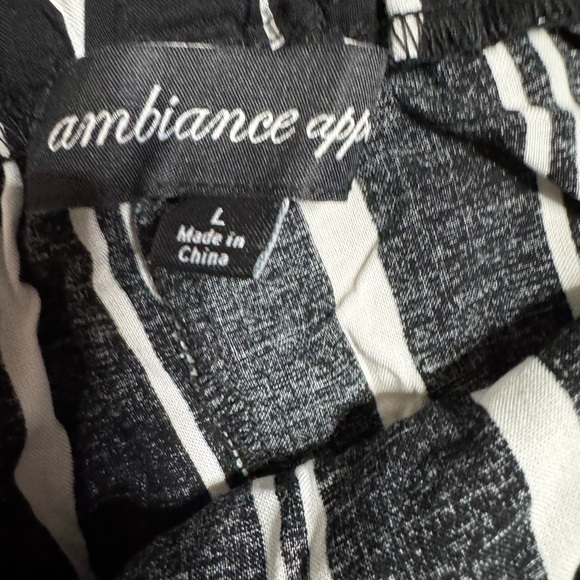 ambiance app
L
Made in
China